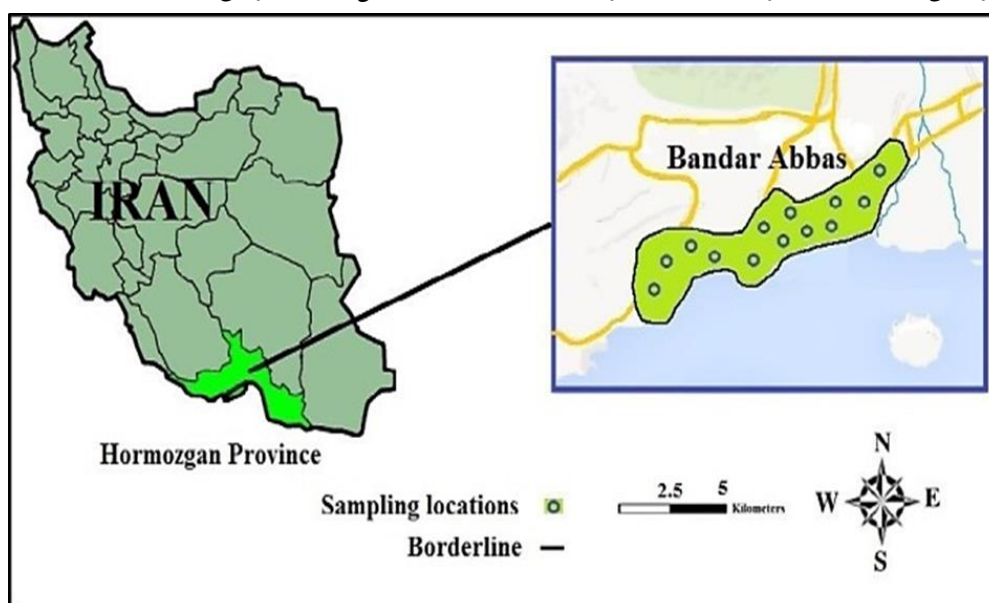 IRAN
Bandar Abbas
Hormozgan Province
Sampling locations
2.5 5
Kilometers
Borderline
N
W E
S